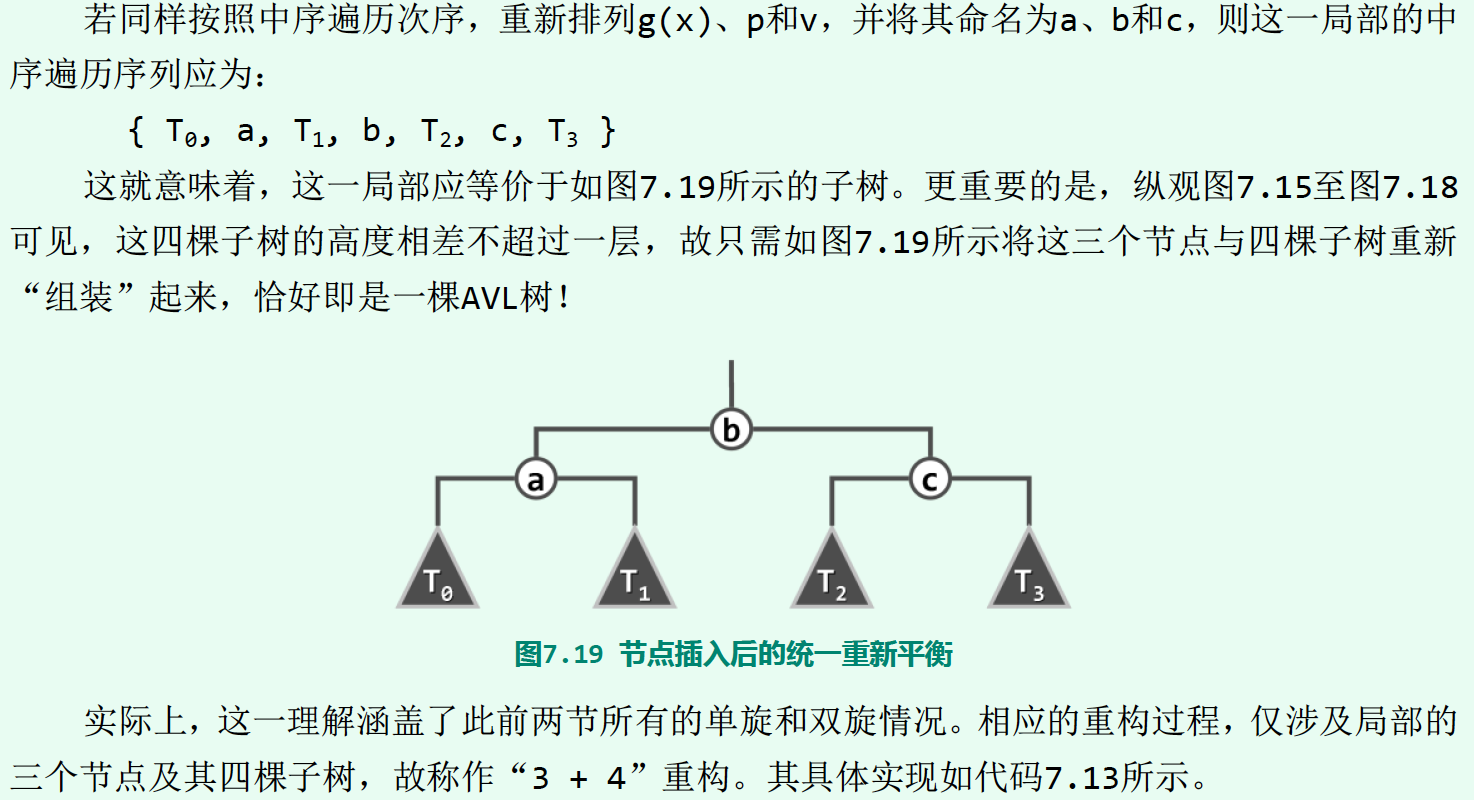 若同样按照中序遍历次序，重新排列g(x)、p和v，并将其命名为a、b和c，则这一局部的中
序遍历序列应为：
{ T₀, a, T₁, b, T₂, c, T₃ }
这就意味着，这一局部应等价于如图7.19所示的子树。更重要的是，纵观图7.15至图7.18
可见，这四棵子树的高度相差不超过一层，故只需如图7.19所示将这三个节点与四棵子树重新
“组装”起来，恰好即是一棵AVL树！
b
a c
T₀ T₁ T₂ T₃
图7.19 节点插入后的统一重新平衡
实际上，这一理解涵盖了此前两节所有的单旋和双旋情况。相应的重构过程，仅涉及局部的
三个节点及其四棵子树，故称作“3 + 4”重构。其具体实现如代码7.13所示。